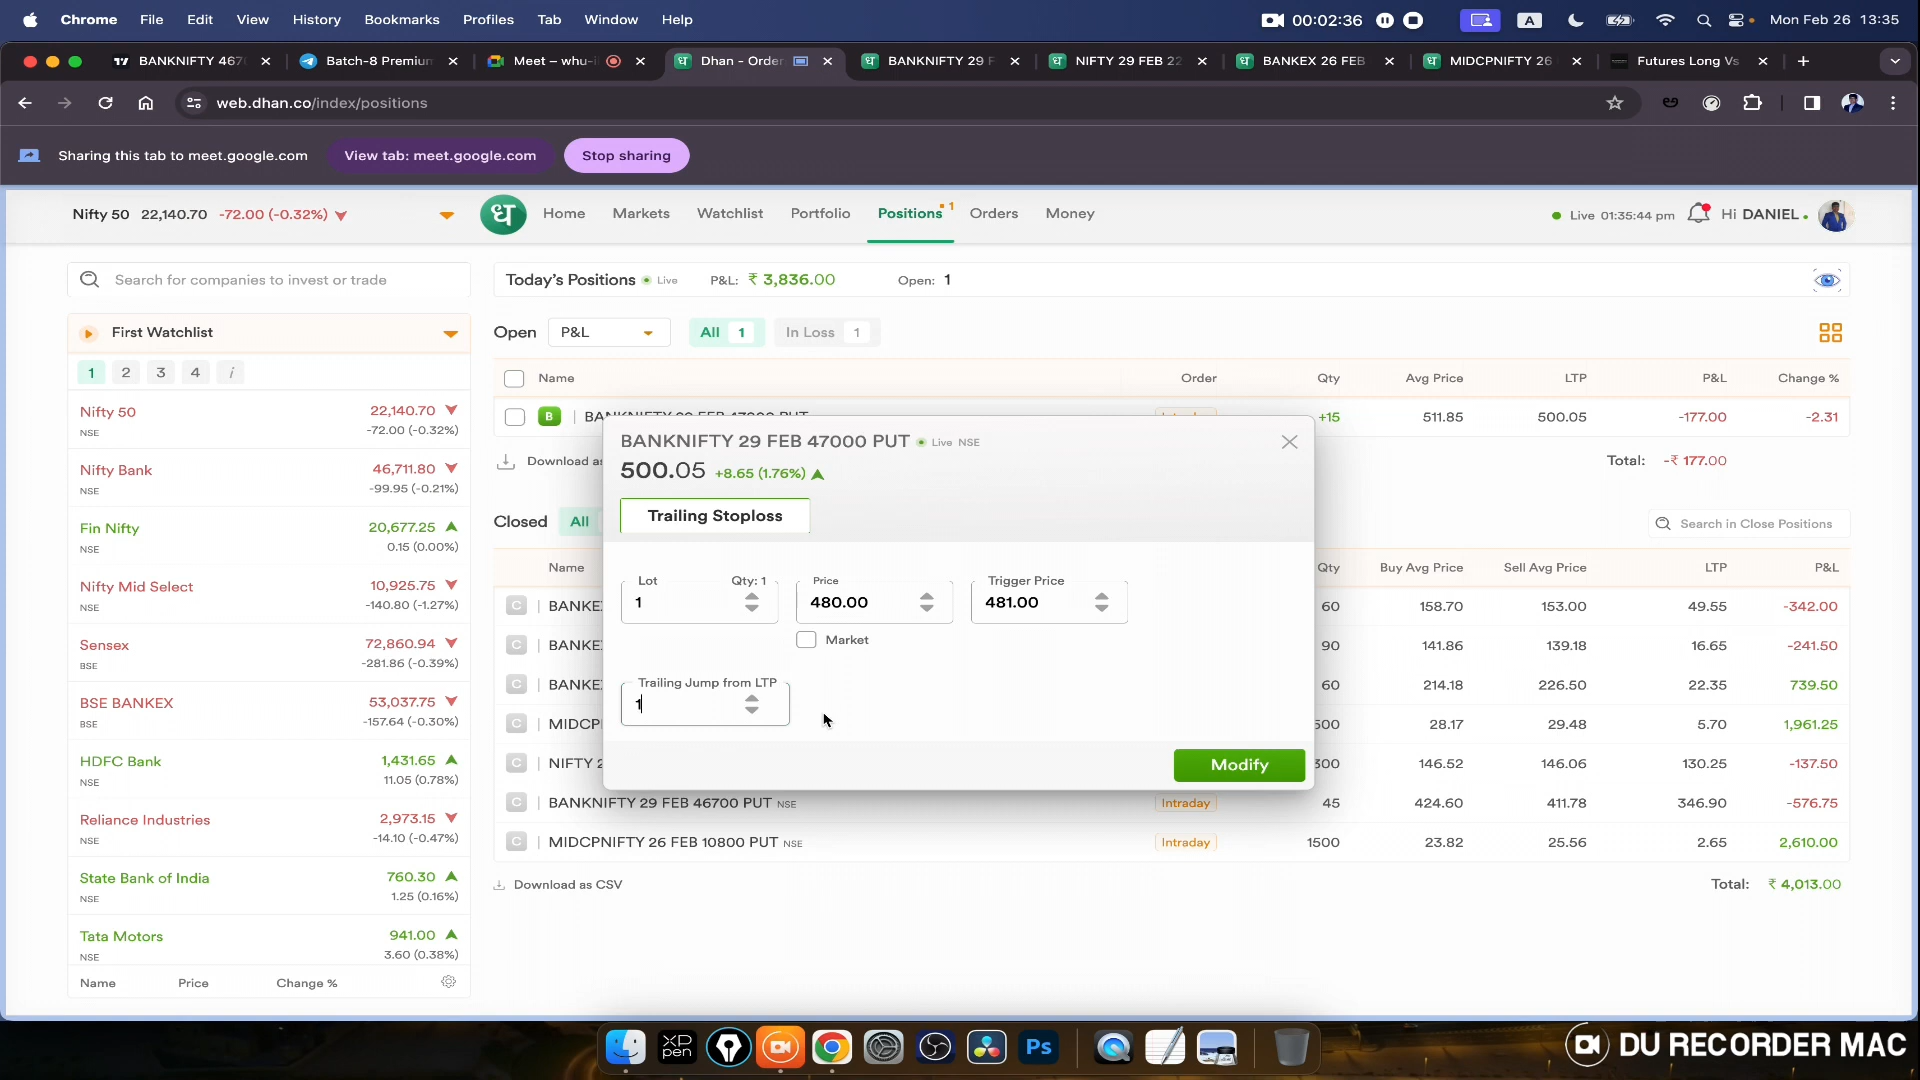 Chrome File Edit View History Bookmarks Profiles Tab Window Help 00:02:36 A Mon Feb 26 13:35
BANKNIFTY 467 Batch-8 Premium Meet – whu-i Dhan - Order BANKNIFTY 29 F NIFTY 29 FEB 22 BANKEX 26 FEB MIDCPNIFTY 26 Futures Long Vs
web.dhan.co/index/positions
Sharing this tab to meet.google.com View tab: meet.google.com Stop sharing
Nifty 50 22,140.70 -72.00 (-0.32%) ध Home Markets Watchlist Portfolio Positions 1 Orders Money Live 01:35:44 pm Hi DANIEL
Search for companies to invest or trade Today's Positions Live P&L: ₹ 3,836.00 Open: 1
First Watchlist Open P&L All 1 In Loss 1
1 2 3 4 i Name Order Qty Avg Price LTP P&L Change %
Nifty 50 22,140.70
NSE -72.00 (-0.32%)
B +15 511.85 500.05 -177.00 -2.31
Download as Total: -₹ 177.00
BANKNIFTY 29 FEB 47000 PUT Live NSE
500.05 +8.65 (1.76%)
Trailing Stoploss
Lot Qty: 1 Price Trigger Price
1 480.00 481.00
Market
Trailing Jump from LTP
1
Modify
Nifty Bank 46,711.80
NSE -99.95 (-0.21%)
Fin Nifty 20,677.25
NSE 0.15 (0.00%)
Nifty Mid Select 10,925.75
NSE -140.80 (-1.27%)
Sensex 72,860.94
BSE -281.86 (-0.39%)
BSE BANKEX 53,037.75
BSE -157.64 (-0.30%)
HDFC Bank 1,431.65
NSE 11.05 (0.78%)
Reliance Industries 2,973.15
NSE -14.10 (-0.47%)
State Bank of India 760.30
NSE 1.25 (0.16%)
Tata Motors 941.00
NSE 3.60 (0.38%)
Name Price Change %
Closed All Search in Close Positions
Name Qty Buy Avg Price Sell Avg Price LTP P&L
C BANKE 60 158.70 153.00 49.55 -342.00
C BANKE 90 141.86 139.18 16.65 -241.50
C BANKE 60 214.18 226.50 22.35 739.50
C MIDCP 500 28.17 29.48 5.70 1,961.25
C NIFTY 2 300 146.52 146.06 130.25 -137.50
C BANKNIFTY 29 FEB 46700 PUT NSE Intraday 45 424.60 411.78 346.90 -576.75
C MIDCPNIFTY 26 FEB 10800 PUT NSE Intraday 1500 23.82 25.56 2.65 2,610.00
Download as CSV Total: ₹ 4,013.00
XP pen Ps
DU RECORDER MAC